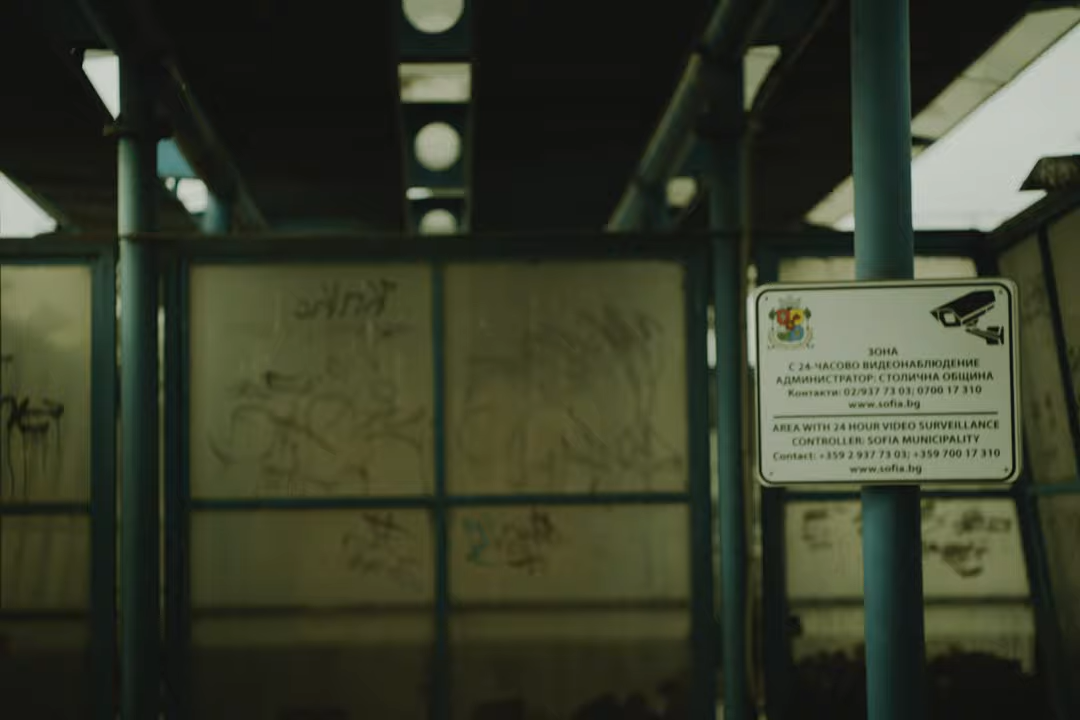 ЗОНА
С 24-ЧАСОВО ВИДЕОНАБЛЮДЕНИЕ
АДМИНИСТРАТОР: СТОЛИЧНА ОБЩИНА
Контакти: 02/937 73 03; 0700 17 310
www.sofia.bg
AREA WITH 24 HOUR VIDEO SURVEILLANCE
CONTROLLER: SOFIA MUNICIPALITY
Contact: +359 2 937 73 03; +359 700 17 310
www.sofia.bg